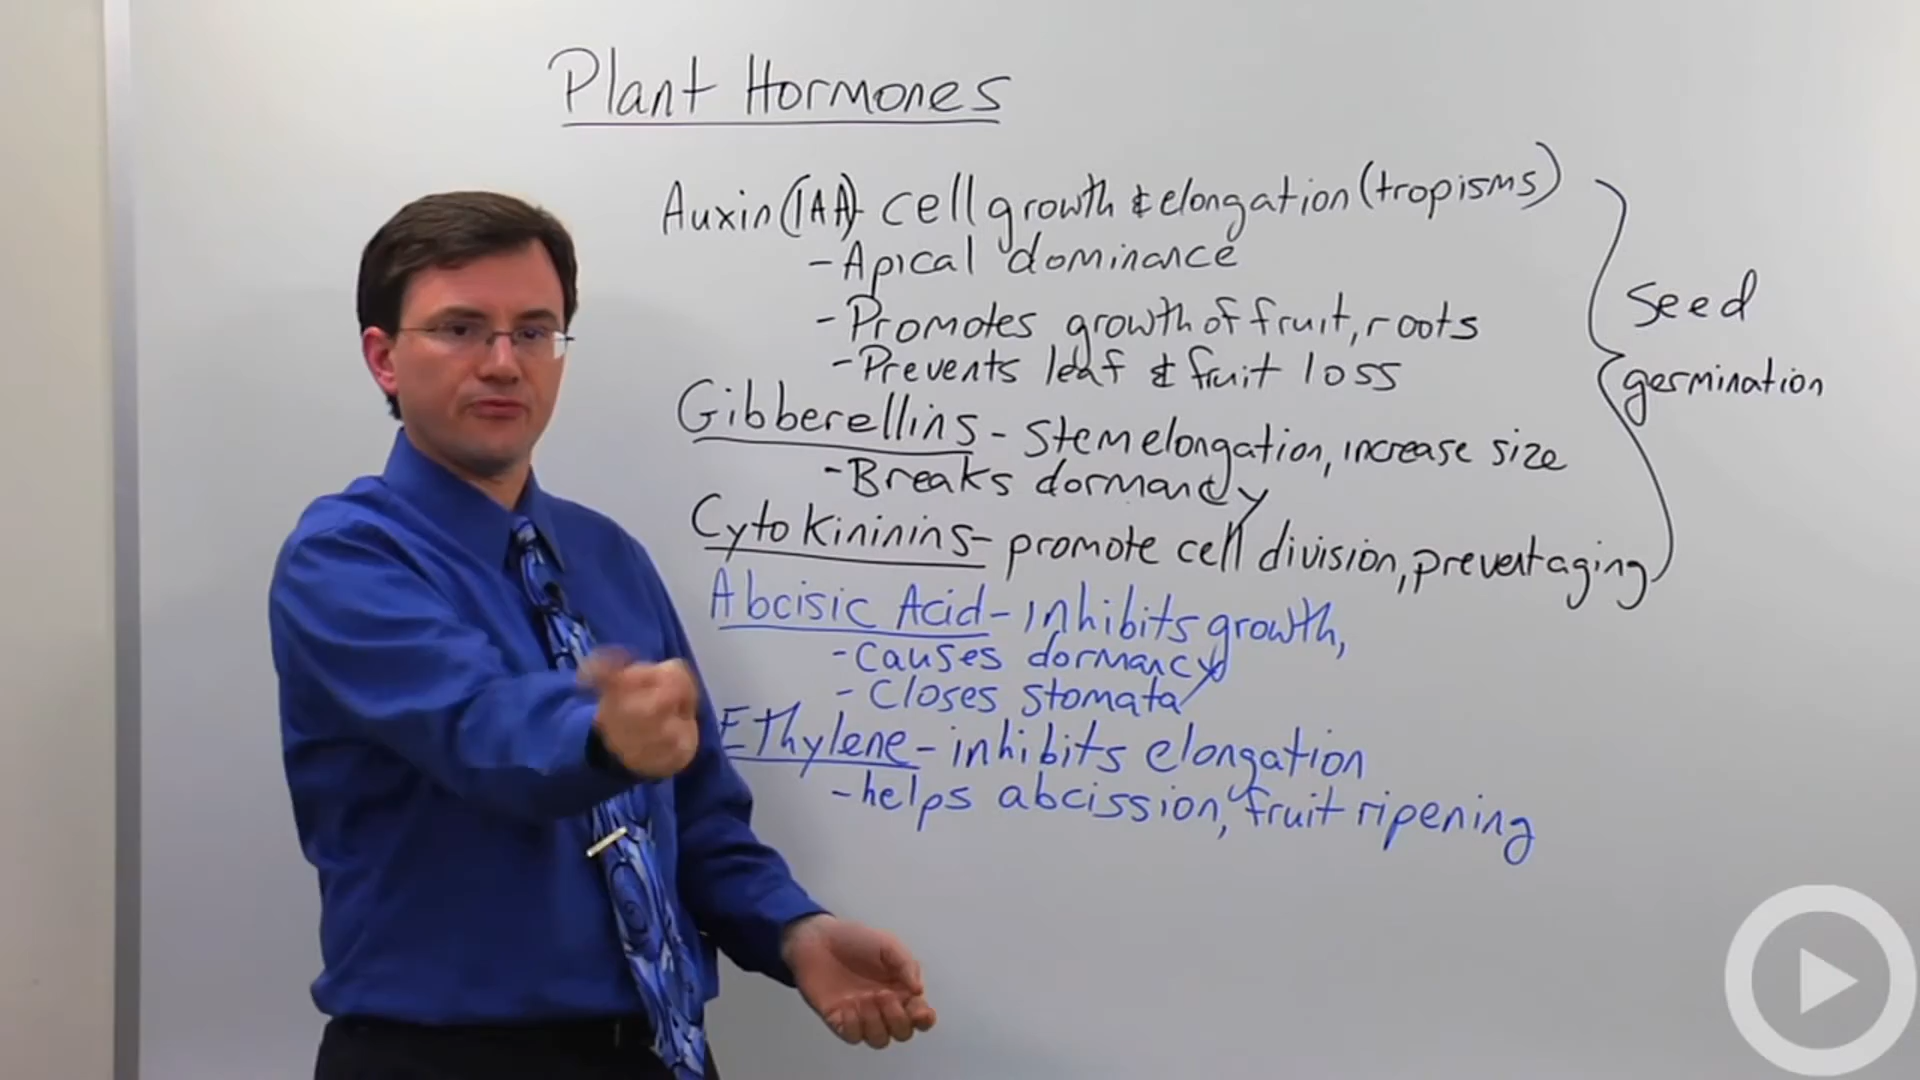 Plant Hormones
Auxin (IAA) - cell growth & elongation (tropisms)
- Apical dominance
- Promotes growth of fruit, roots
- Prevents leaf & fruit loss
Gibberellins - Stem elongation, increase size
- Breaks dormancy
Cytokininins - promote cell division, prevent aging
Seed
germination
Abcisic Acid - inhibits growth,
- Causes dormancy
- Closes stomata
Ethylene - inhibits elongation
- helps abcission, fruit ripening